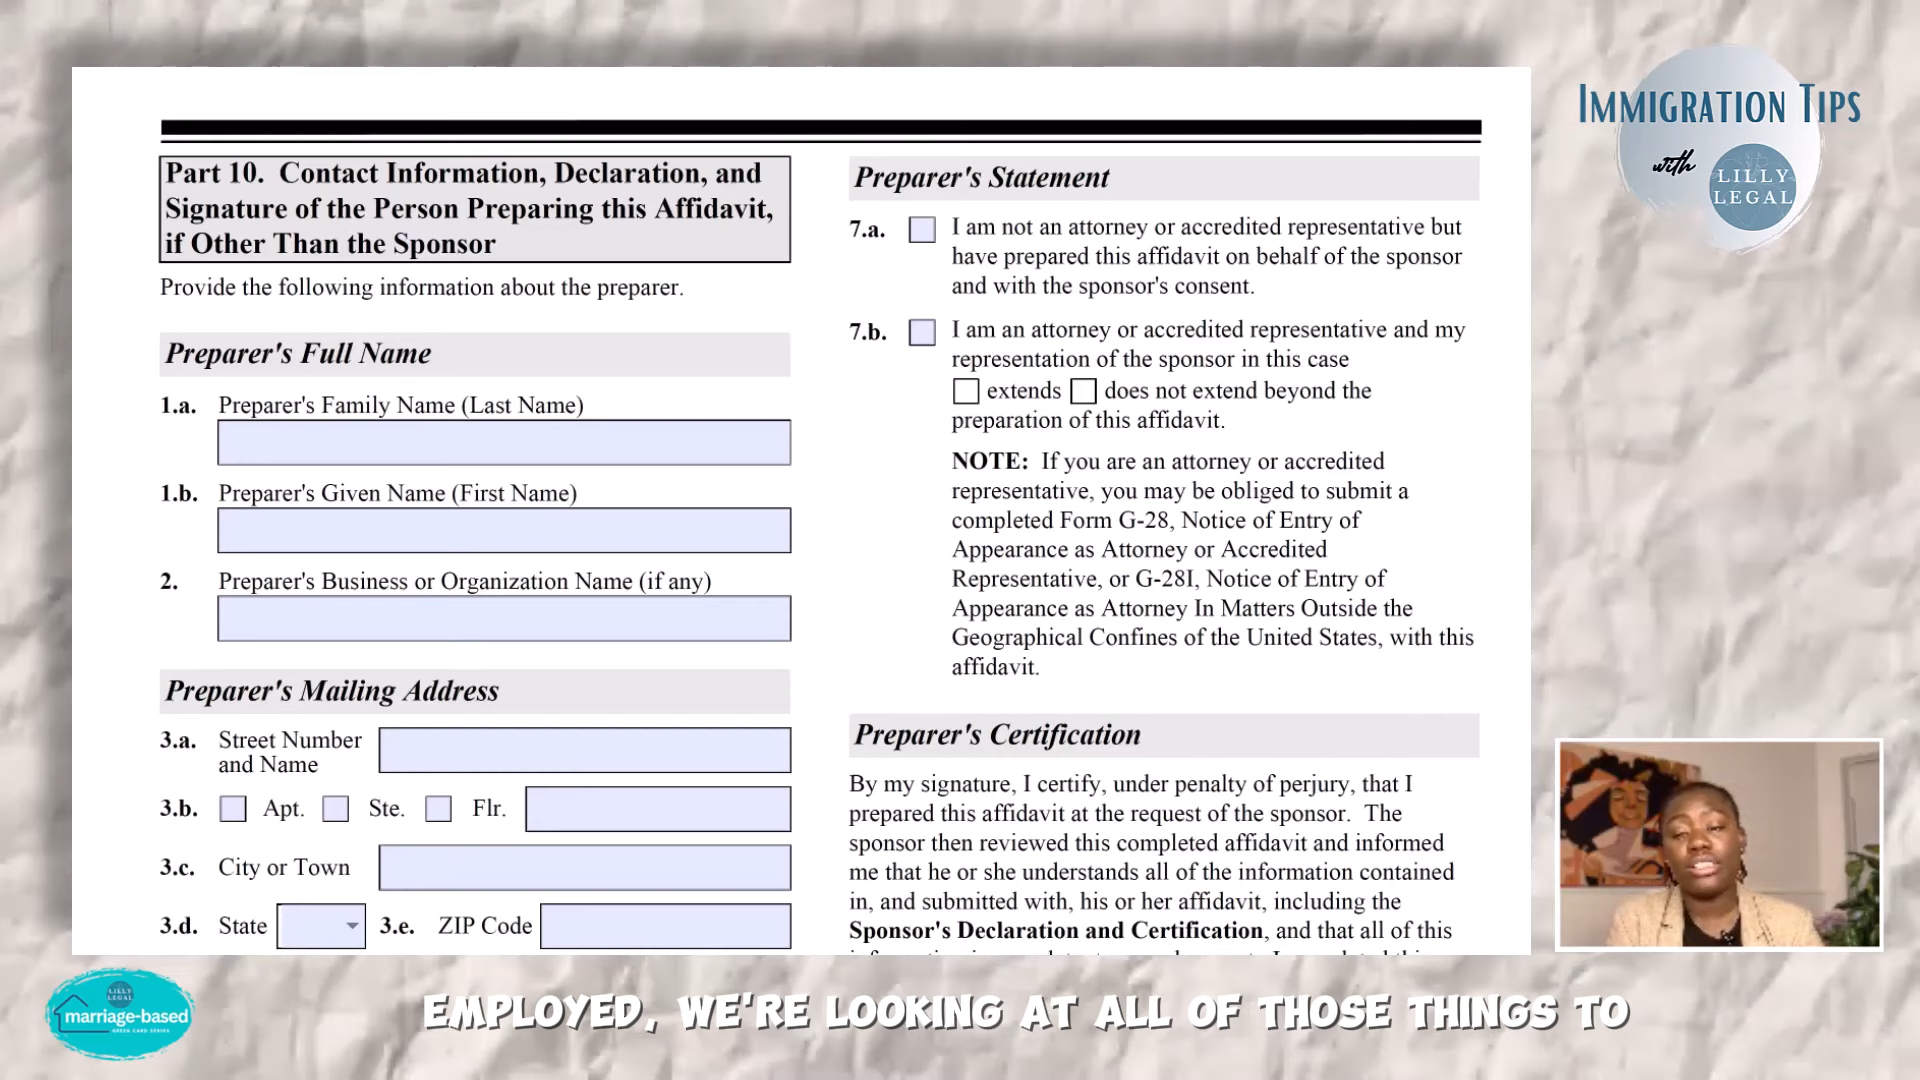 Part 10. Contact Information, Declaration, and
Signature of the Person Preparing this Affidavit,
if Other Than the Sponsor
Provide the following information about the preparer.
Preparer's Full Name
1.a. Preparer's Family Name (Last Name)
1.b. Preparer's Given Name (First Name)
2. Preparer's Business or Organization Name (if any)
Preparer's Mailing Address
3.a. Street Number
and Name
3.b. Apt. Ste. Flr.
3.c. City or Town
3.d. State 3.e. ZIP Code
Preparer's Statement
7.a. I am not an attorney or accredited representative but
have prepared this affidavit on behalf of the sponsor
and with the sponsor's consent.
7.b. I am an attorney or accredited representative and my
representation of the sponsor in this case
extends does not extend beyond the
preparation of this affidavit.
NOTE: If you are an attorney or accredited
representative, you may be obliged to submit a
completed Form G-28, Notice of Entry of
Appearance as Attorney or Accredited
Representative, or G-28I, Notice of Entry of
Appearance as Attorney In Matters Outside the
Geographical Confines of the United States, with this
affidavit.
Preparer's Certification
By my signature, I certify, under penalty of perjury, that I
prepared this affidavit at the request of the sponsor. The
sponsor then reviewed this completed affidavit and informed
me that he or she understands all of the information contained
in, and submitted with, his or her affidavit, including the
Sponsor's Declaration and Certification, and that all of this
IMMIGRATION TIPS
with
LILLY
LEGAL
LILLY
LEGAL
marriage-based
GREEN CARD SERIES
EMPLOYED, WE'RE LOOKING AT ALL OF THOSE THINGS TO